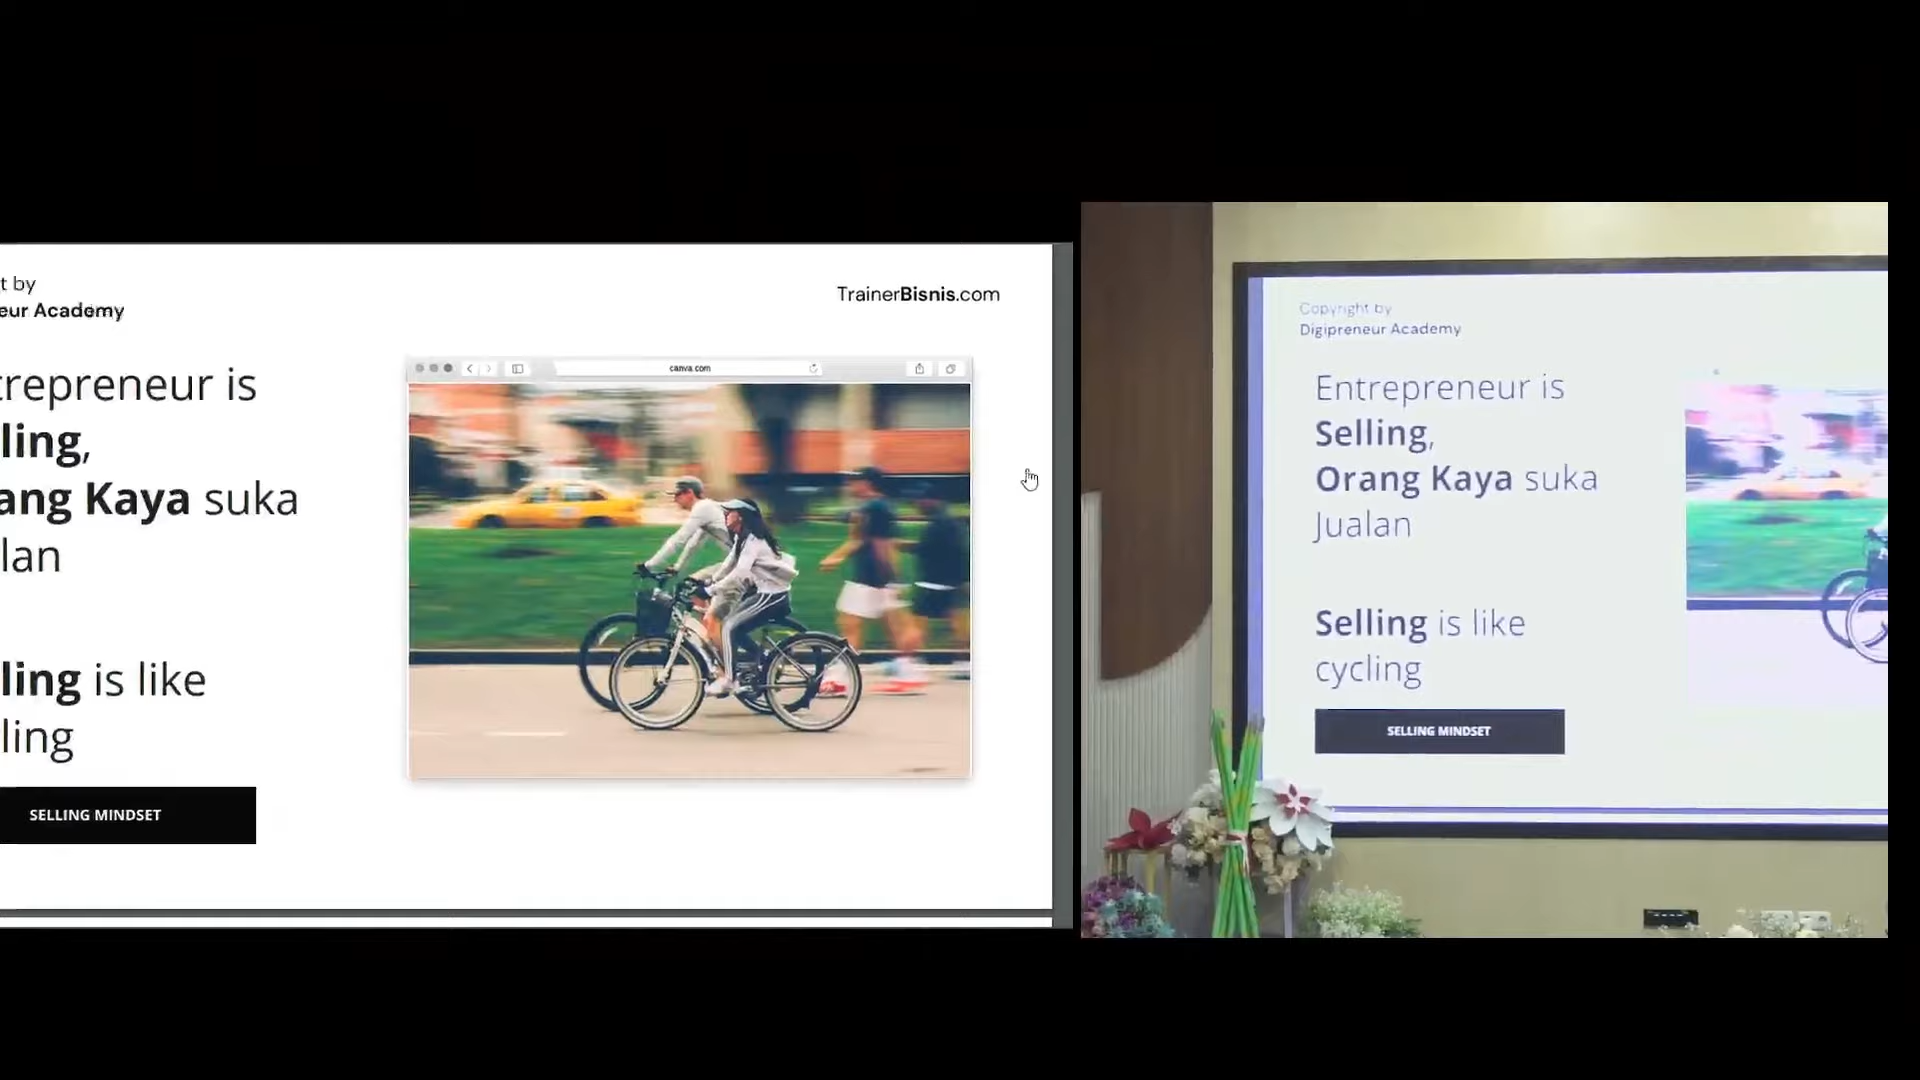 t by
eur Academy
TrainerBisnis.com
trepreneur is
ling,
ang Kaya suka
lan
ling is like
ling
SELLING MINDSET
canva.com
Copyright by
Digipreneur Academy
Entrepreneur is
Selling,
Orang Kaya suka
Jualan
Selling is like
cycling
SELLING MINDSET